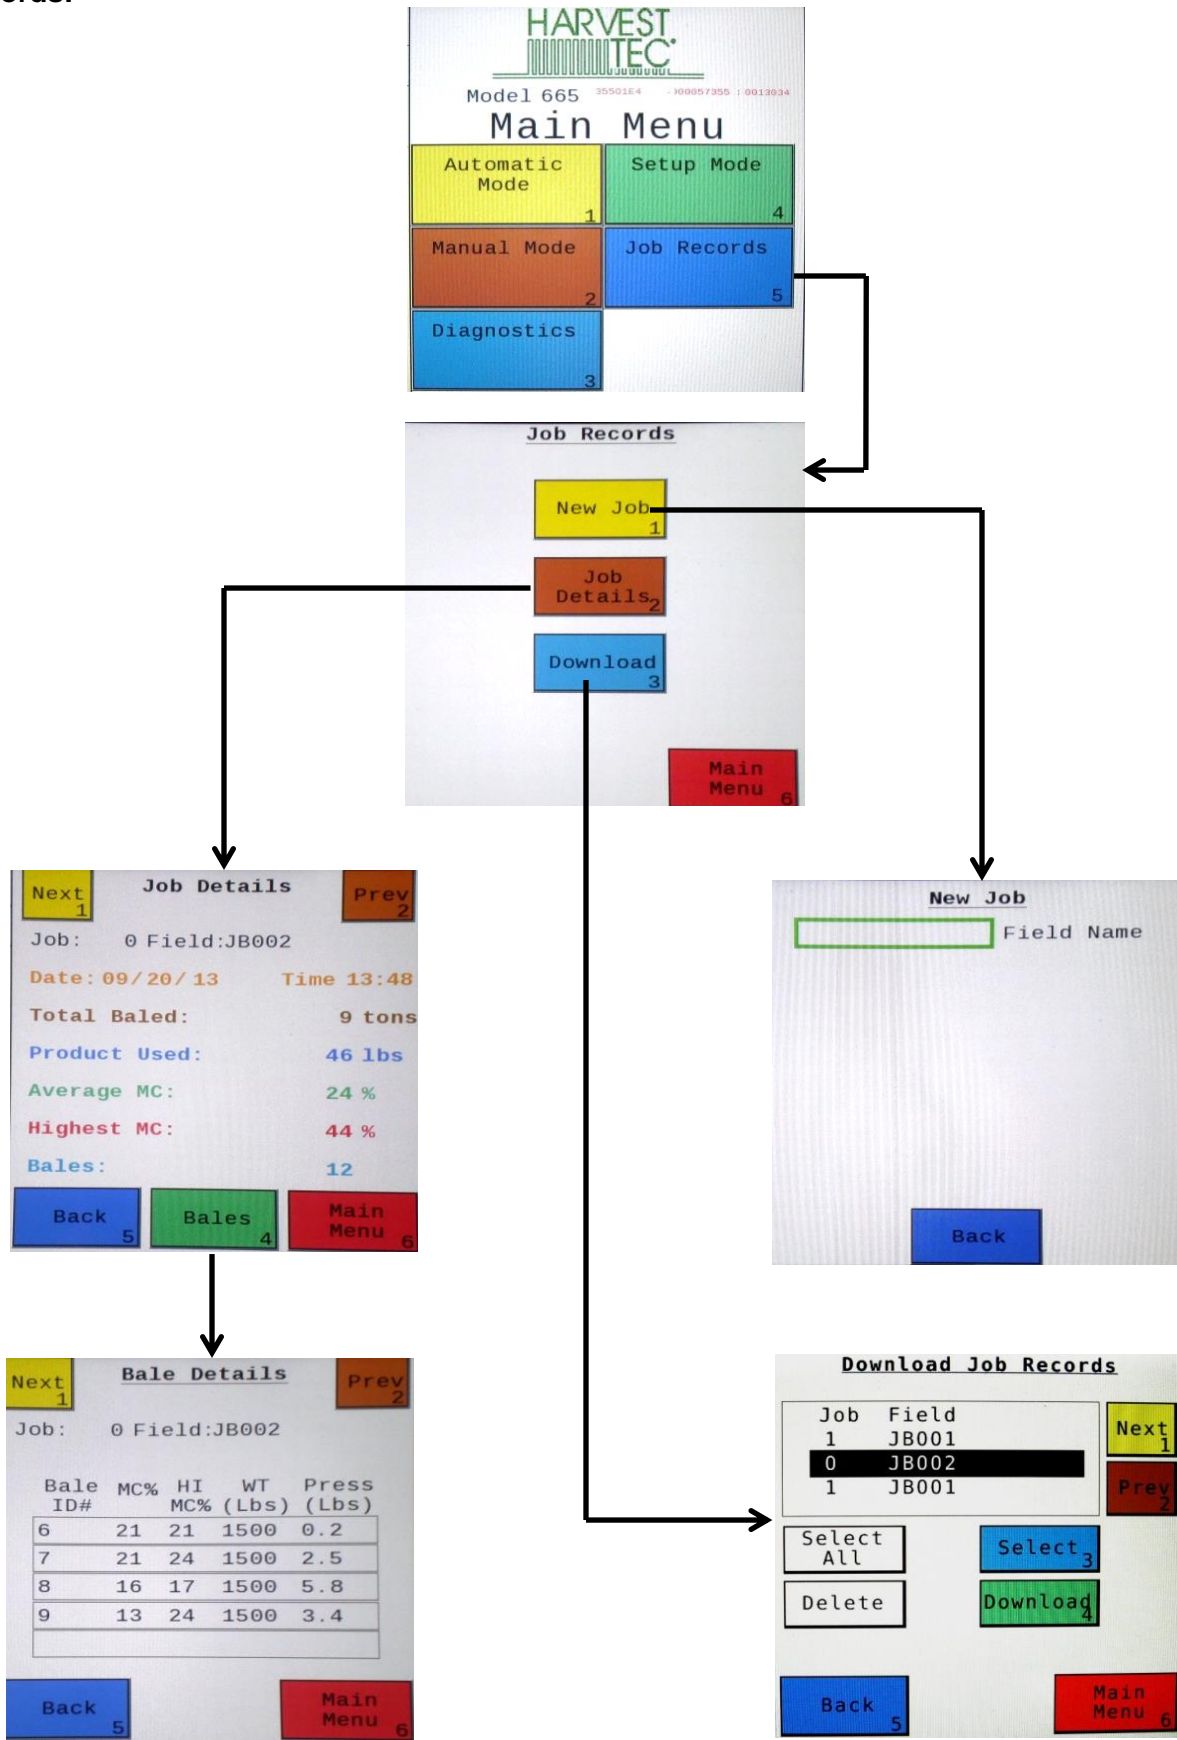 HARVEST
TEC
Model 665
Main Menu
Automatic Mode 1
Setup Mode 4
Manual Mode 2
Job Records 5
Diagnostics 3
Job Records
New Job 1
Job Details 2
Download 3
Main Menu 6
Next 1
Job Details
Prev 2
Job: 0 Field:JB002
Date: 09/20/13 Time 13:48
Total Baled: 9 tons
Product Used: 46 lbs
Average MC: 24 %
Highest MC: 44 %
Bales: 12
Back 5
Bales 4
Main Menu 6
New Job
Field Name
Back
Next 1
Bale Details
Prev 2
Job: 0 Field:JB002
Bale ID# MC% HI MC% WT (Lbs) Press (Lbs)
6 21 21 1500 0.2
7 21 24 1500 2.5
8 16 17 1500 5.8
9 13 24 1500 3.4
Back 5
Main Menu 6
Download Job Records
Job Field
1 JB001
0 JB002
1 JB001
Next 1
Prev 2
Select All
Select 3
Delete
Download 4
Back 5
Main Menu 6